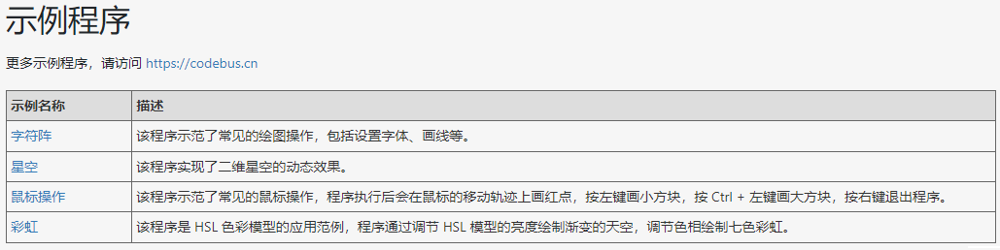 示例程序
更多示例程序，请访问 https://codebus.cn
示例名称 描述
字符阵 该程序示范了常见的绘图操作，包括设置字体、画线等。
星空 该程序实现了二维星空的动态效果。
鼠标操作 该程序示范了常见的鼠标操作，程序执行后会在鼠标的移动轨迹上画红点，按左键画小方块，按 Ctrl + 左键画大方块，按右键退出程序。
彩虹 该程序是 HSL 色彩模型的应用范例，程序通过调节 HSL 模型的亮度绘制渐变的天空，调节色相绘制七色彩虹。